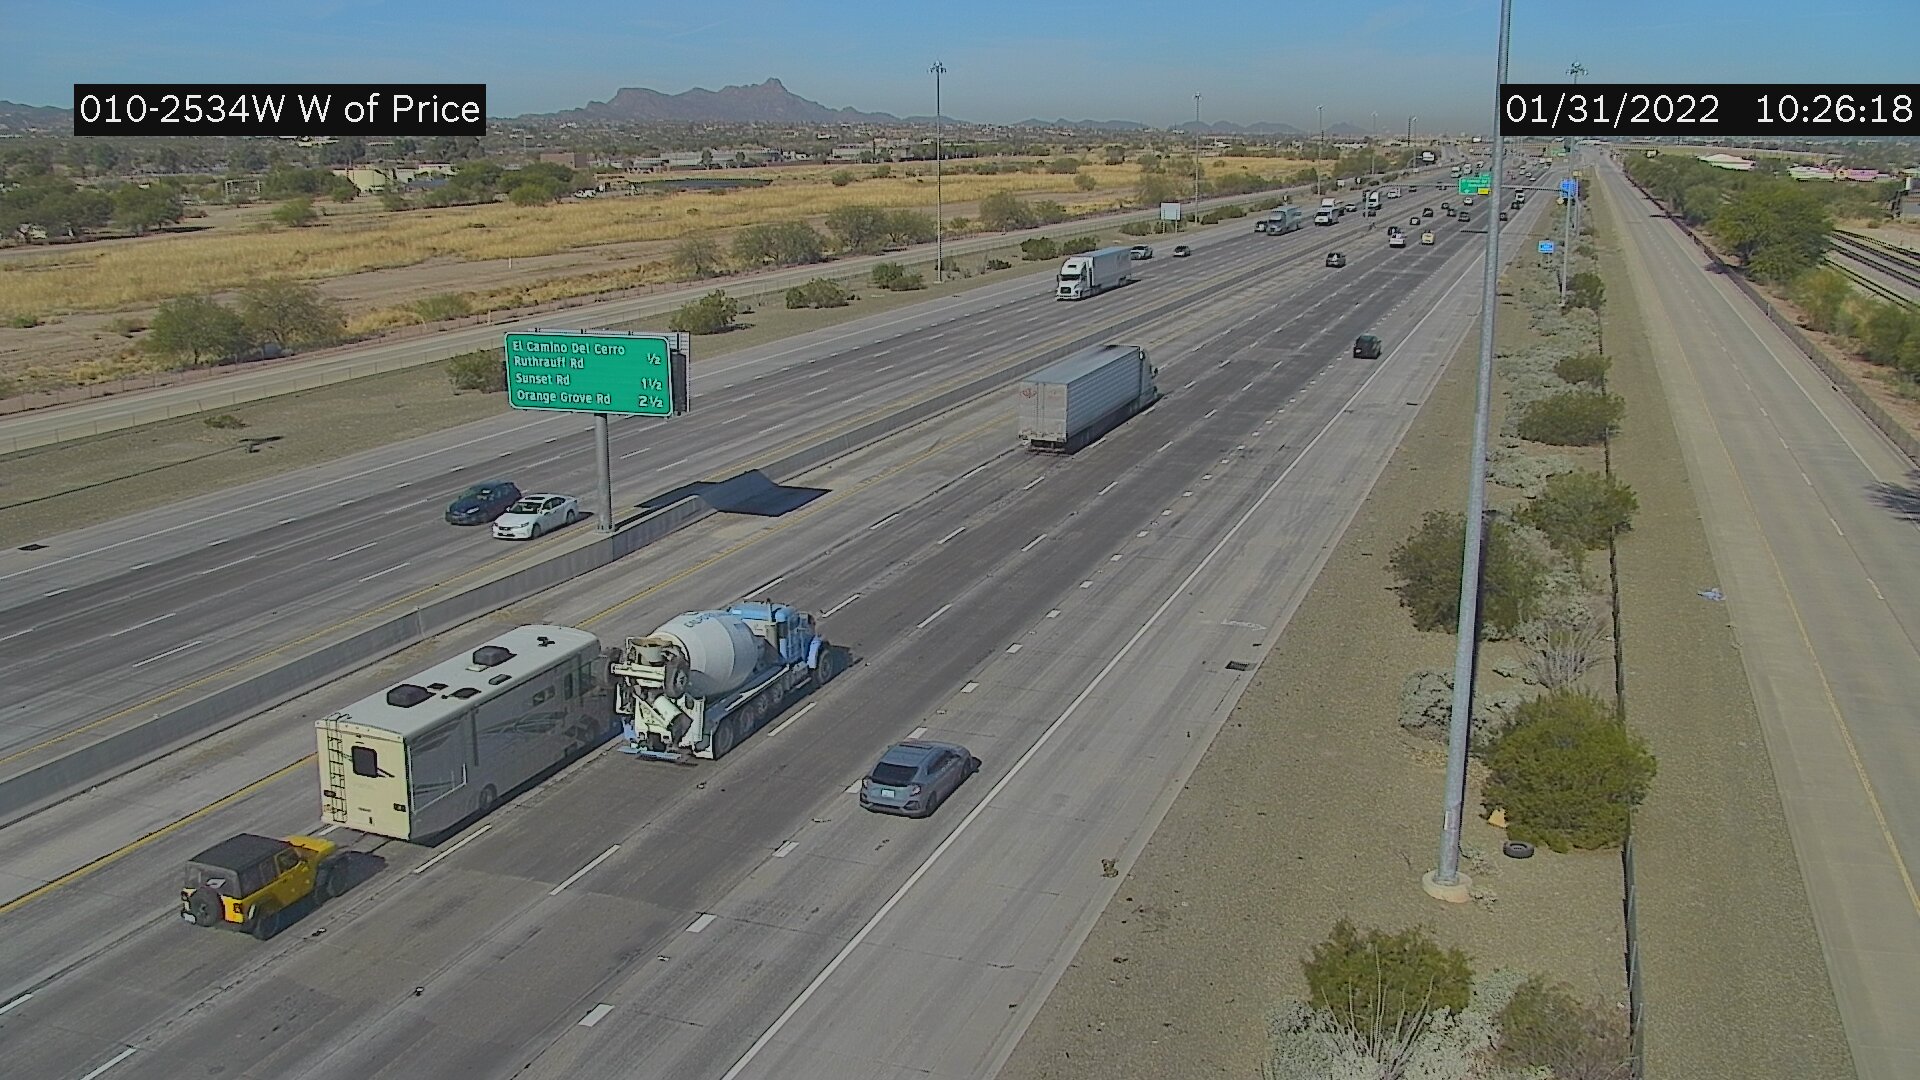 010-2534W W of Price
01/31/2022 10:26:18
El Camino Del Cerro
Ruthrauff Rd ½
Sunset Rd 1½
Orange Grove Rd 2½